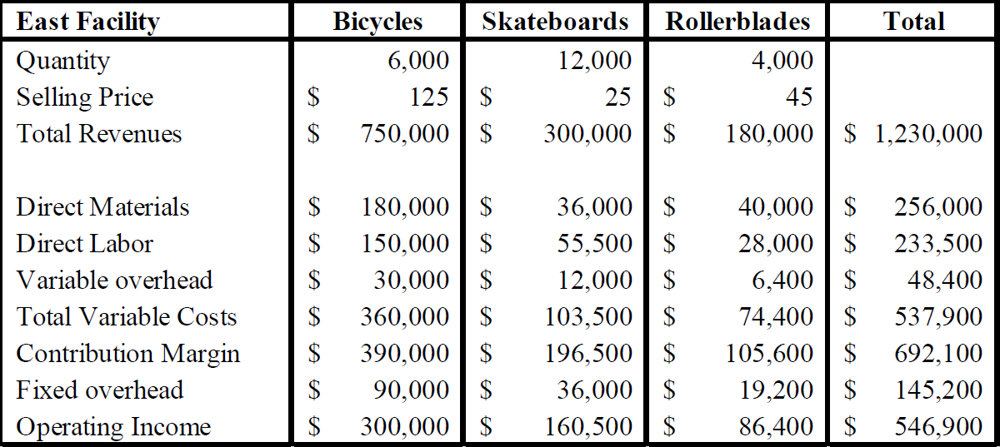 East Facility Bicycles Skateboards Rollerblades Total
Quantity 6,000 12,000 4,000
Selling Price $ 125 $ 25 $ 45
Total Revenues $ 750,000 $ 300,000 $ 180,000 $ 1,230,000
Direct Materials $ 180,000 $ 36,000 $ 40,000 $ 256,000
Direct Labor $ 150,000 $ 55,500 $ 28,000 $ 233,500
Variable overhead $ 30,000 $ 12,000 $ 6,400 $ 48,400
Total Variable Costs $ 360,000 $ 103,500 $ 74,400 $ 537,900
Contribution Margin $ 390,000 $ 196,500 $ 105,600 $ 692,100
Fixed overhead $ 90,000 $ 36,000 $ 19,200 $ 145,200
Operating Income $ 300,000 $ 160,500 $ 86,400 $ 546,900